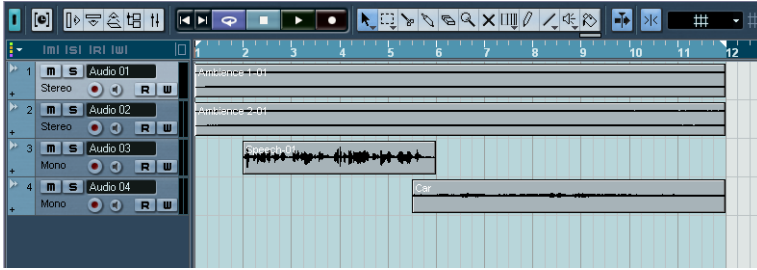 |M| |S| |R| |W|
1 2 3 4 5 6 7 8 9 10 11 12
1 m S Audio 01
Stereo R W
Ambience 1-01
2 m S Audio 02
Stereo R W
Ambience 2-01
3 m S Audio 03
Mono R W
Speech-01
4 m S Audio 04
Mono R W
Car